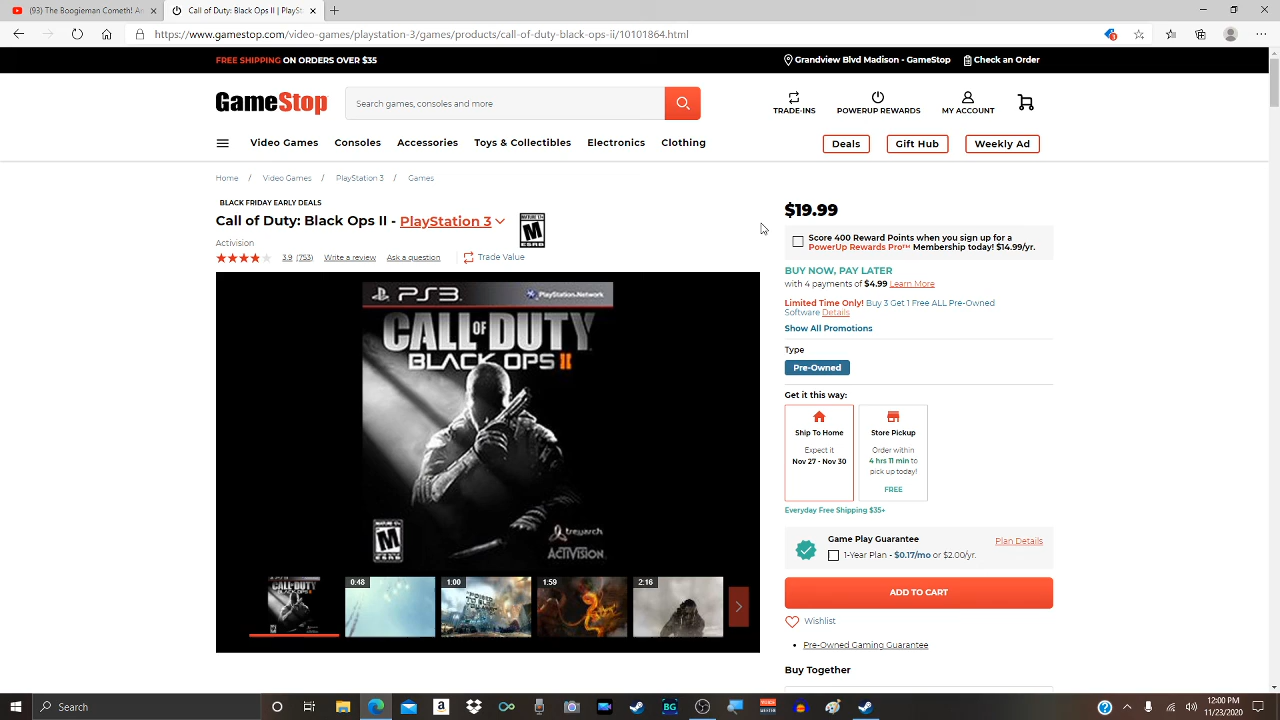 (93) The Boogieman Cometh A
Call of Duty: Black Ops II | Plays
https://www.gamestop.com/video-games/playstation-3/games/products/call-of-duty-black-ops-ii/10101864.html
FREE SHIPPING ON ORDERS OVER $35
Grandview Blvd Madison - GameStop
Check an Order
GameStop
Search games, consoles and more
TRADE-INS
POWERUP REWARDS
MY ACCOUNT
Video Games
Consoles
Accessories
Toys & Collectibles
Electronics
Clothing
Deals
Gift Hub
Weekly Ad
Home / Video Games / PlayStation 3 / Games
BLACK FRIDAY EARLY DEALS
Call of Duty: Black Ops II - PlayStation 3
MATURE 17+
M
ESRB
Activision
3.9 (753) Write a review Ask a question
Trade Value
PS3
PlayStation Network
CALL OF DUTY
BLACK OPS II
MATURE 17+
M
ESRB
treyarch
ACTIVISION
0:48
1:00
1:59
2:16
$19.99
Score 400 Reward Points when you sign up for a
PowerUp Rewards Pro™ Membership today! $14.99/yr.
BUY NOW, PAY LATER
with 4 payments of $4.99 Learn More
Limited Time Only! Buy 3 Get 1 Free ALL Pre-Owned
Software Details
Show All Promotions
Type
Pre-Owned
Get it this way:
Ship To Home
Expect it
Nov 27 - Nov 30
Store Pickup
Order within
4 hrs 11 min to
pick up today!
FREE
Everyday Free Shipping $35+
Game Play Guarantee
Plan Details
1-Year Plan - $0.17/mo or $2.00/yr.
ADD TO CART
Wishlist
Pre-Owned Gaming Guarantee
Buy Together
Search
12:00 PM
11/23/2020